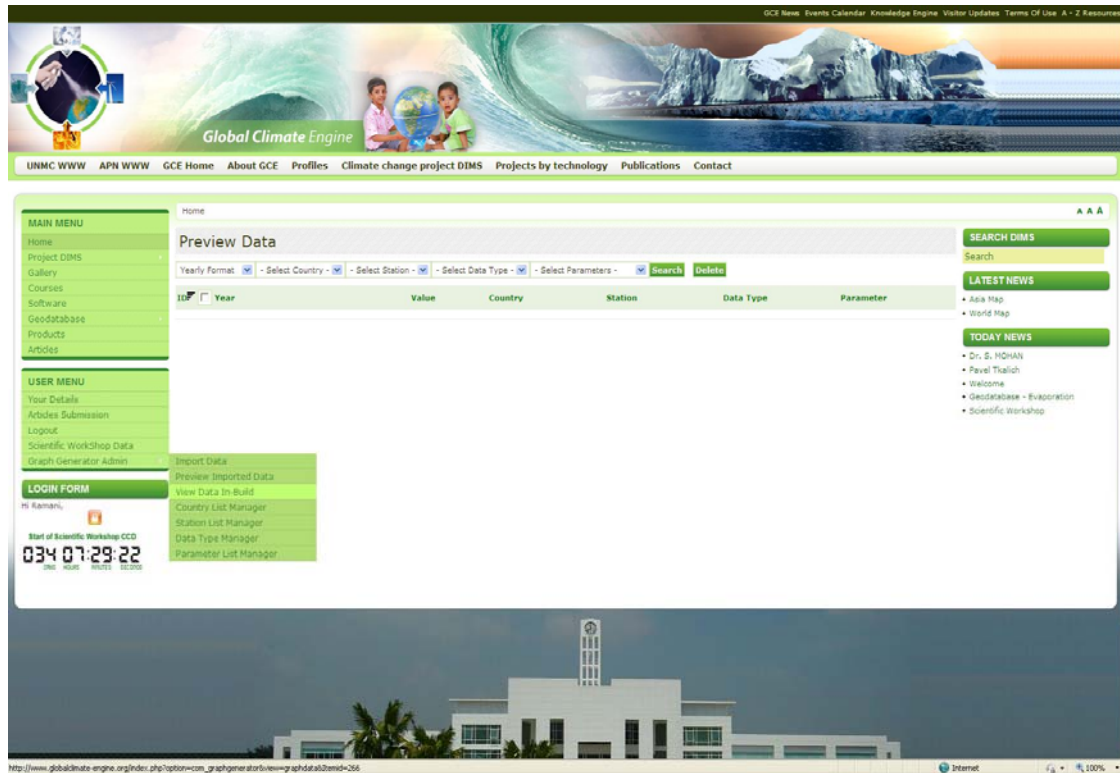 GCE News Events Calendar Knowledge Engine Visitor Updates Terms Of Use A - Z Resources
Global Climate Engine
UNMC WWW APN WWW GCE Home About GCE Profiles Climate change project DIMS Projects by technology Publications Contact
MAIN MENU
Home
Project DIMS
Gallery
Courses
Software
Geodatabase
Products
Articles
USER MENU
Your Details
Articles Submission
Logout
Scientific WorkShop Data
Graph Generator Admin
Import Data
Preview Imported Data
View Data In-Build
Country List Manager
Station List Manager
Data Type Manager
Parameter List Manager
LOGIN FORM
Hi Ramani,
Start of Scientific Workshop CCD
034 07:29:22
DAYS HOURS MINUTES SECONDS
Home
A A A
Preview Data
Yearly Format - Select Country - - Select Station - - Select Data Type - - Select Parameters - Search Delete
ID Year Value Country Station Data Type Parameter
SEARCH DIMS
Search
LATEST NEWS
• Asia Map
• World Map
TODAY NEWS
• Dr. S. MOHAN
• Pavel Tkalich
• Welcome
• Geodatabase - Evaporation
• Scientific Workshop
http://www.globalclimate-engine.org/index.php?option=com_graphgenerator&view=graphdata&Itemid=266
Internet
100%